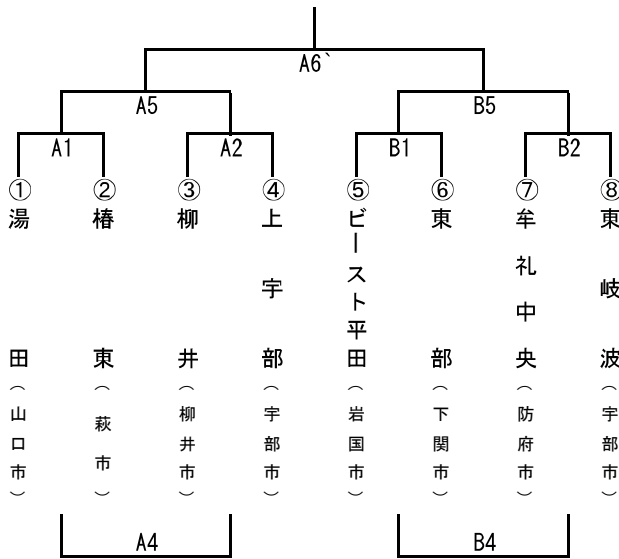 A6`
A5
B5
A1
A2
B1
B2
①
②
③
④
⑤
⑥
⑦
⑧
湯田（山口市）
椿東（萩市）
柳井（柳井市）
上宇部（宇部市）
ビースト平田（岩国市）
東部（下関市）
牟礼中央（防府市）
東岐波（宇部市）
A4
B4